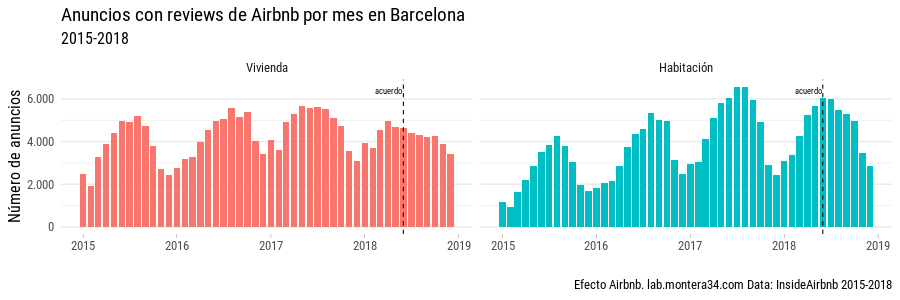 Anuncios con reviews de Airbnb por mes en Barcelona
2015-2018
Vivienda
Habitación
Número de anuncios
6.000
4.000
2.000
0
acuerdo
acuerdo
2015 2016 2017 2018 2019
2015 2016 2017 2018 2019
Efecto Airbnb. lab.montera34.com Data: InsideAirbnb 2015-2018